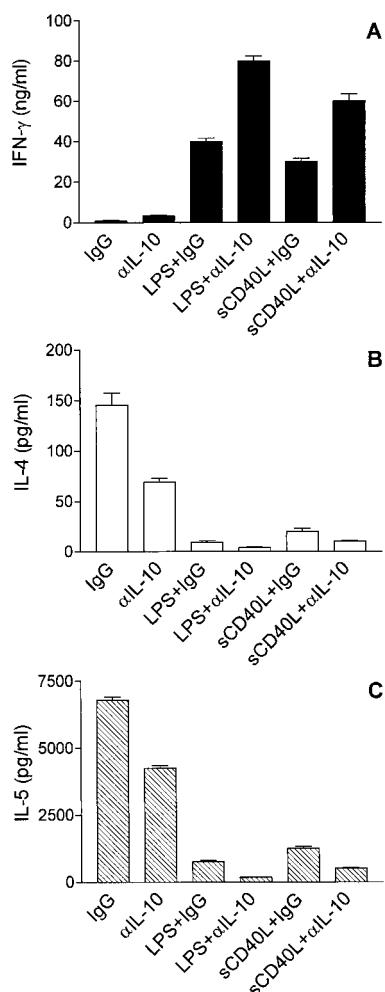 A
IFN-γ (ng/ml)
100
80
60
40
20
0
IgG
αIL-10
LPS+IgG
LPS+αIL-10
sCD40L+IgG
sCD40L+αIL-10
B
IL-4 (pg/ml)
200
150
100
50
0
IgG
αIL-10
LPS+IgG
LPS+αIL-10
sCD40L+IgG
sCD40L+αIL-10
C
IL-5 (pg/ml)
7500
5000
2500
0
IgG
αIL-10
LPS+IgG
LPS+αIL-10
sCD40L+IgG
sCD40L+αIL-10